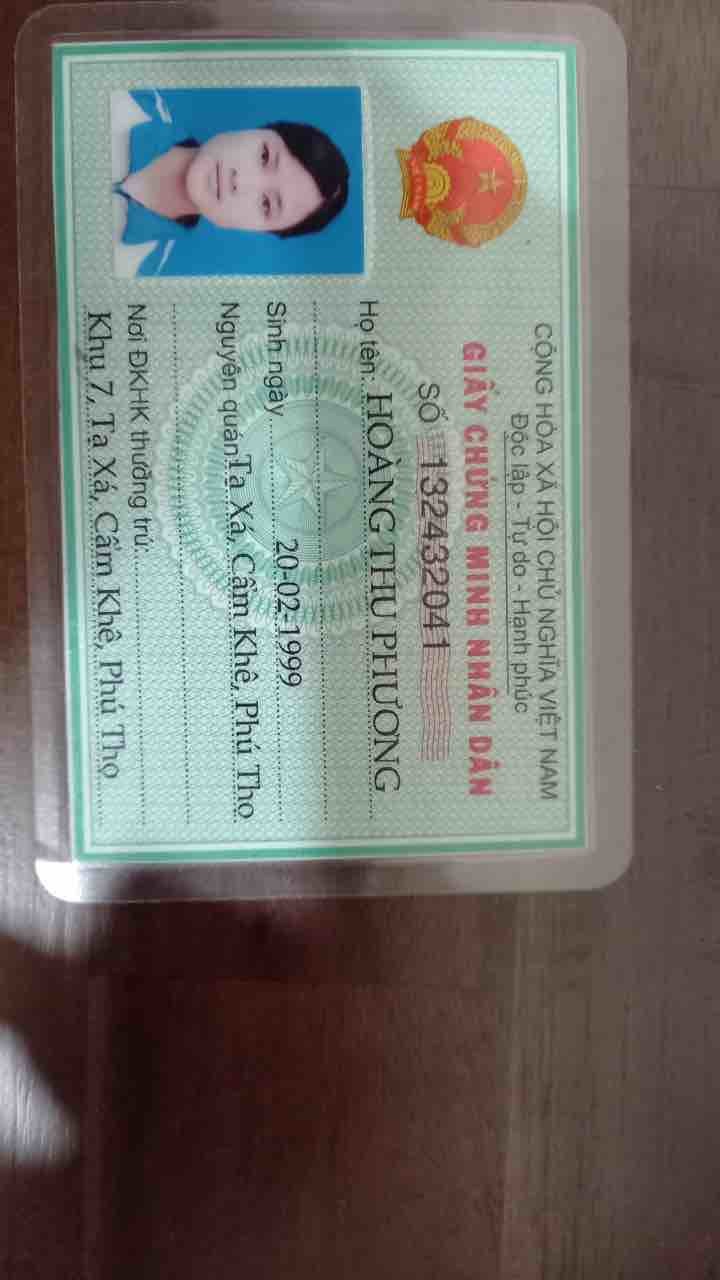 CỘNG HÒA XÃ HỘI CHỦ NGHĨA VIỆT NAM
Độc lập - Tự do - Hạnh phúc
GIẤY CHỨNG MINH NHÂN DÂN
SỐ 132432041
Họ tên: HOÀNG THU PHƯƠNG
Sinh ngày 20-02-1999
Nguyên quán Tạ Xá, Cẩm Khê, Phú Thọ
Nơi ĐKHK thường trú:
Khu 7, Tạ Xá, Cẩm Khê, Phú Thọ